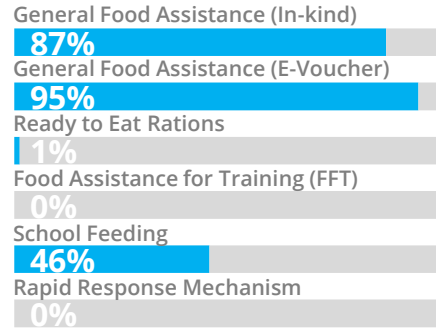 General Food Assistance (In-kind)
87%
General Food Assistance (E-Voucher)
95%
Ready to Eat Rations
1%
Food Assistance for Training (FFT)
0%
School Feeding
46%
Rapid Response Mechanism
0%